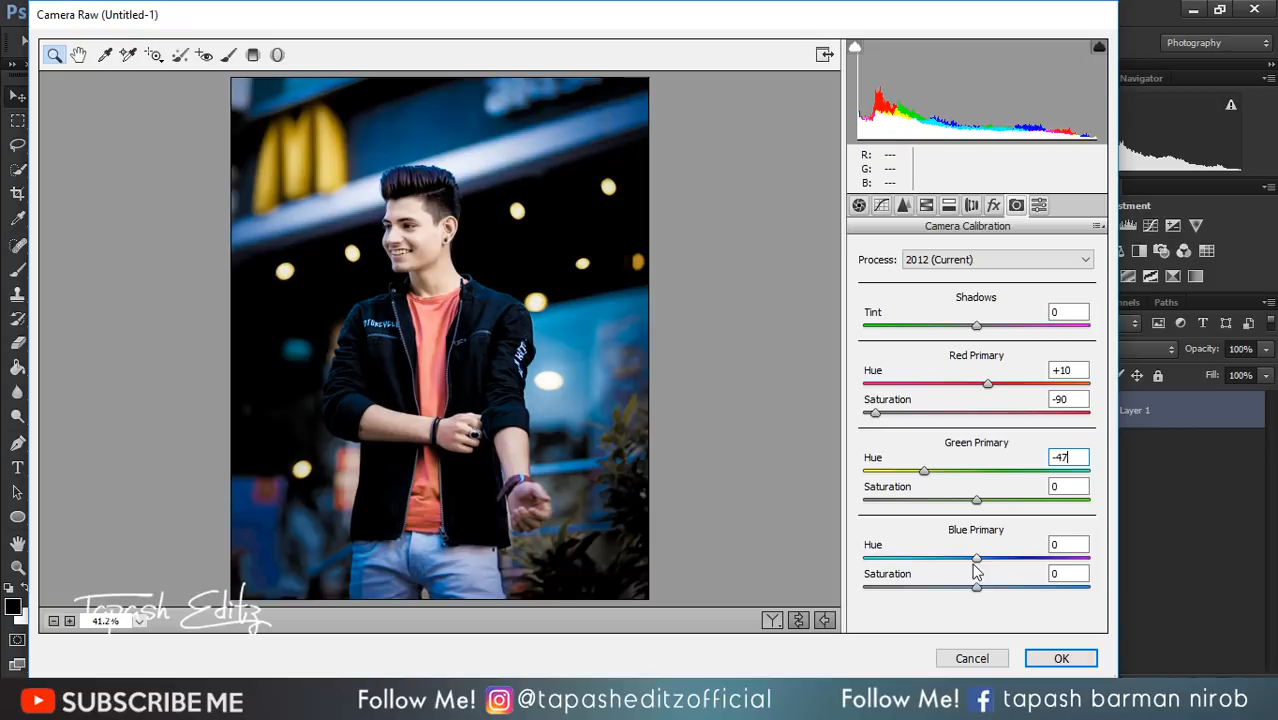 Ps
Camera Raw (Untitled-1)
Photography
Navigator
R: ---
G: ---
B: ---
fx
Camera Calibration
Process: 2012 (Current)
Shadows
Tint 0
Red Primary
Hue +10
Saturation -90
Green Primary
Hue -47
Saturation 0
Blue Primary
Hue 0
Saturation 0
Paths
Opacity: 100%
Fill: 100%
Layer 1
T
Tapash Editz
41.2%
Y
Cancel
OK
SUBSCRIBE ME
Follow Me! @tapasheditzofficial
Follow Me! tapash barman nirob